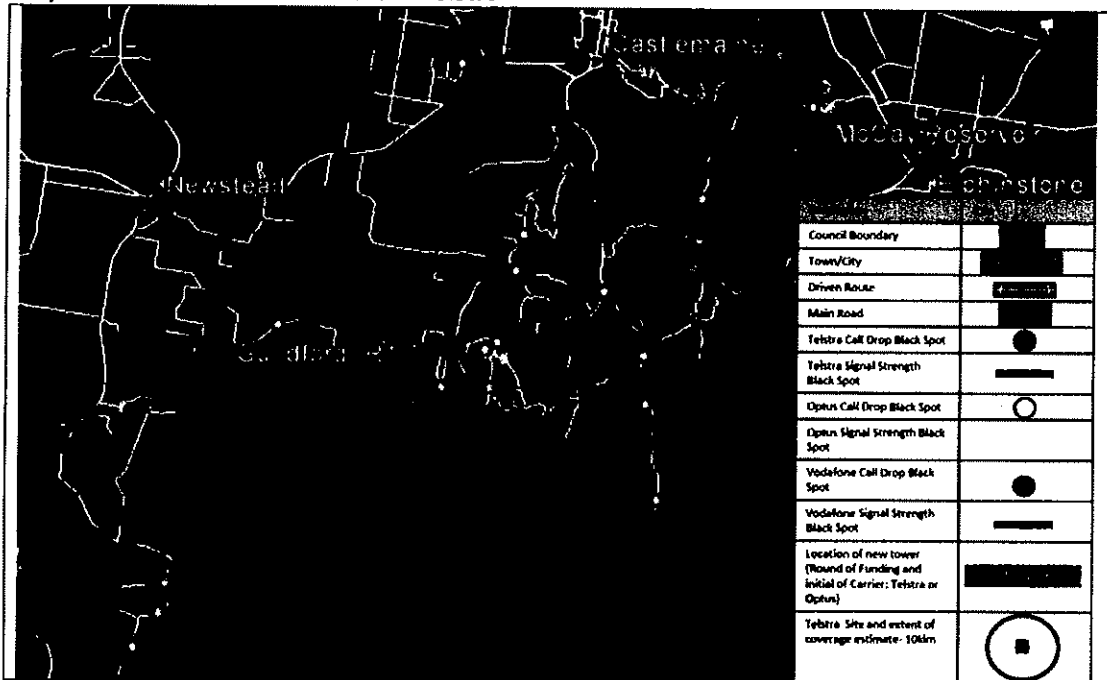 Castlemaine
McCay Reservoir
Newstead
Elphinstone
Guildford
Council Boundary
Town/City
Driven Route
Main Road
Telstra Call Drop Black Spot
Telstra Signal Strength
Black Spot
Optus Call Drop Black Spot
Optus Signal Strength Black
Spot
Vodafone Call Drop Black
Spot
Vodafone Signal Strength
Black Spot
Location of new tower
(Round of Funding and
initial of Carrier: Telstra or
Optus)
Telstra Site and extent of
coverage estimate- 10km